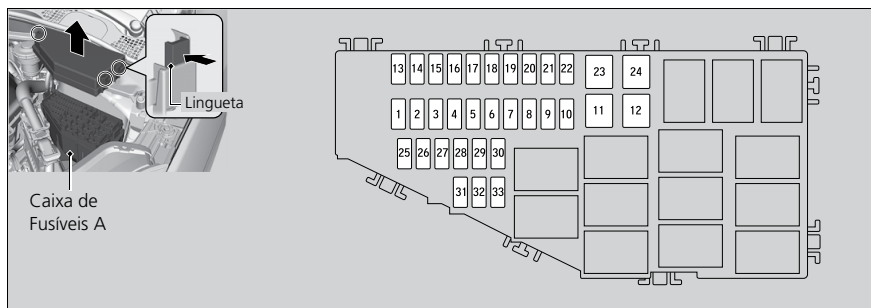 Lingueta
Caixa de
Fusíveis A
13 14 15 16 17 18 19 20 21 22 23 24
1 2 3 4 5 6 7 8 9 10 11 12
25 26 27 28 29 30
31 32 33